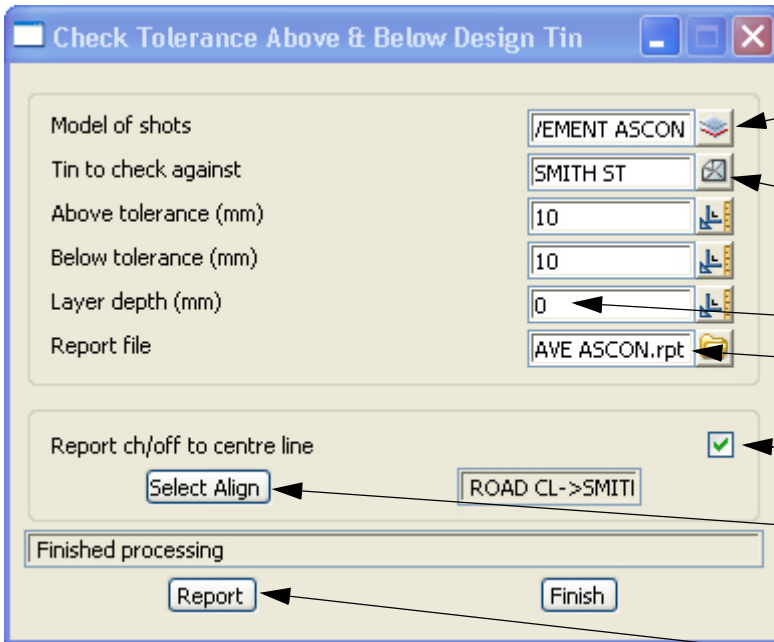 Check Tolerance Above & Below Design Tin
Model of shots
/EMENT ASCON
Tin to check against
SMITH ST
Above tolerance (mm)
10
Below tolerance (mm)
10
Layer depth (mm)
0
Report file
AVE ASCON.rpt
Report ch/off to centre line
Select Align
ROAD CL->SMIT
Finished processing
Report
Finish